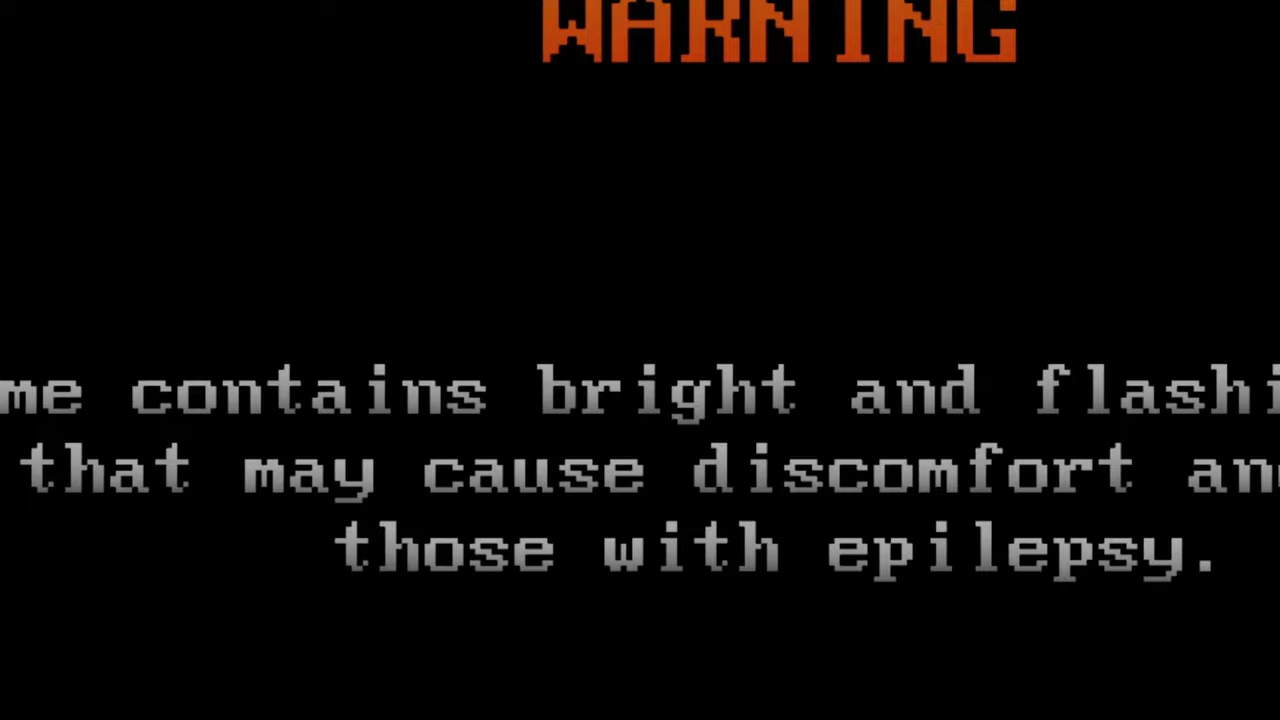 WARNING
me contains bright and flashi
that may cause discomfort an
those with epilepsy.